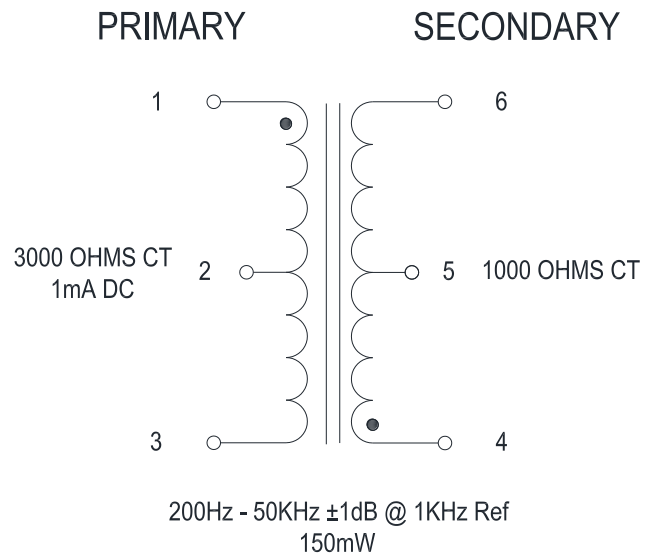 PRIMARY SECONDARY
1 6
3000 OHMS CT
1mA DC
2 5 1000 OHMS CT
3 4
200Hz - 50KHz ±1dB @ 1KHz Ref
150mW